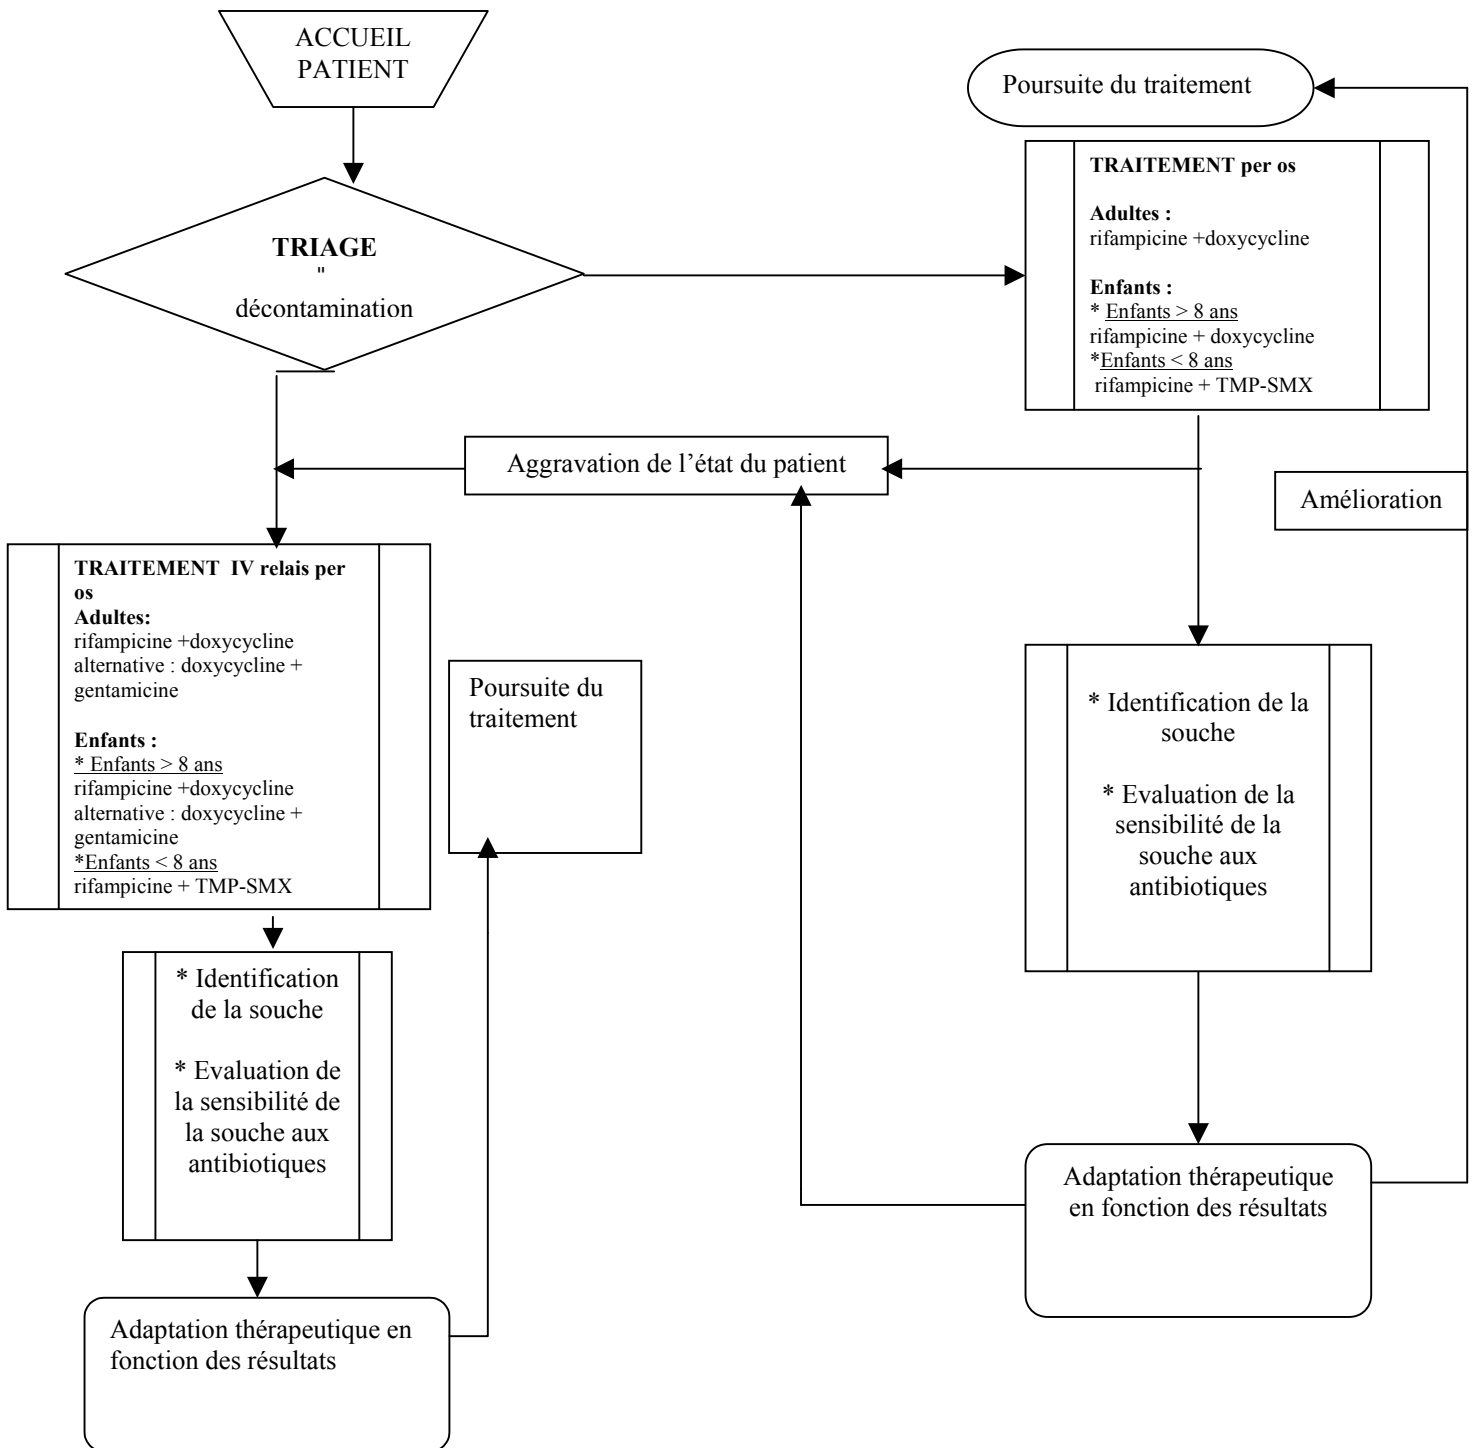 ACCUEIL
PATIENT
Poursuite du traitement
TRIAGE
"
décontamination
TRAITEMENT per os
Adultes :
rifampicine +doxycycline
Enfants :
* Enfants > 8 ans
rifampicine + doxycycline
*Enfants < 8 ans
rifampicine + TMP-SMX
Aggravation de l’état du patient
Amélioration
TRAITEMENT IV relais per
os
Adultes:
rifampicine +doxycycline
alternative : doxycycline +
gentamicine
Enfants :
* Enfants > 8 ans
rifampicine +doxycycline
alternative : doxycycline +
gentamicine
*Enfants < 8 ans
rifampicine + TMP-SMX
Poursuite du
traitement
* Identification de la
souche
* Evaluation de la
sensibilité de la
souche aux
antibiotiques
* Identification
de la souche
* Evaluation de
la sensibilité de
la souche aux
antibiotiques
Adaptation thérapeutique
en fonction des résultats
Adaptation thérapeutique en
fonction des résultats